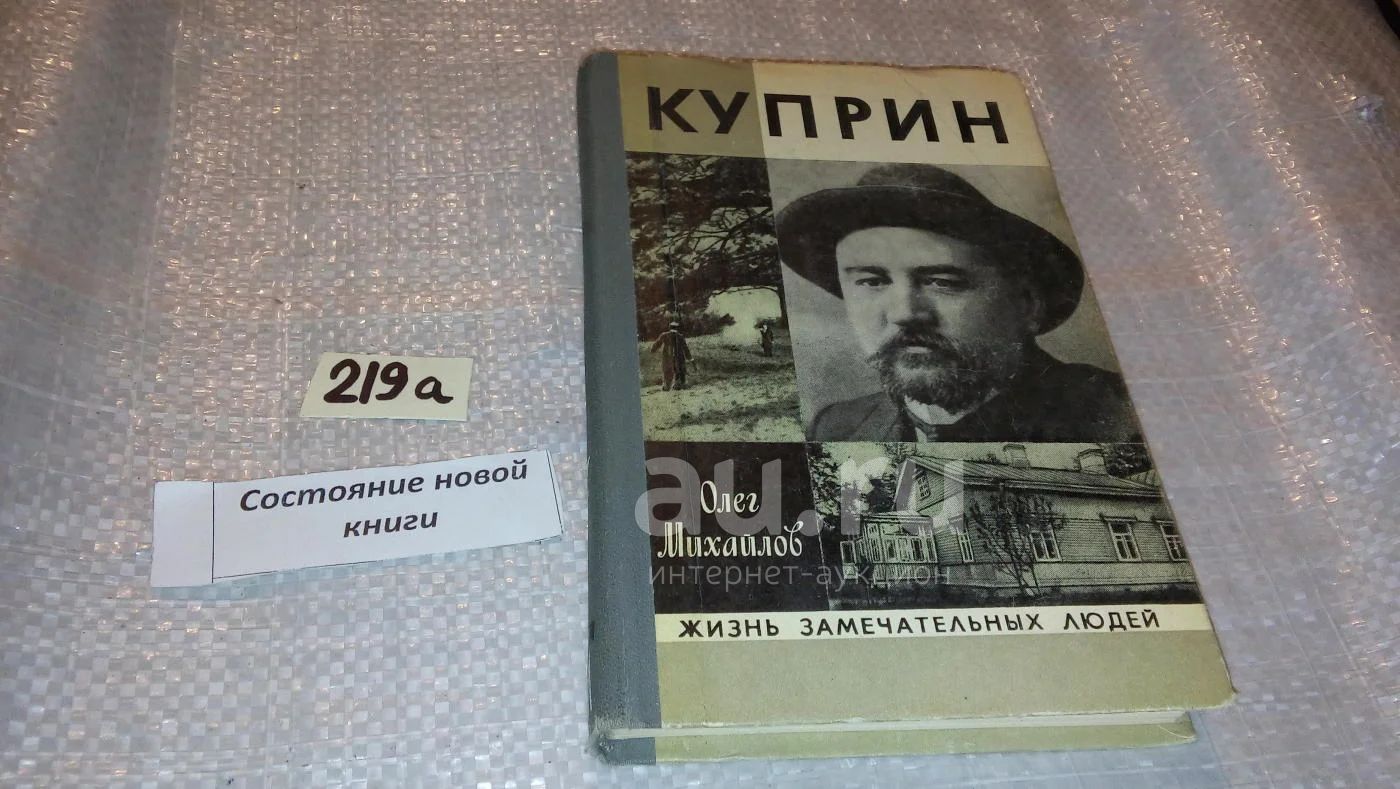 КУПРИН
219а
Состояние новой
книги
Олег
Михайлов
au.ru
интернет-аукцион
ЖИЗНЬ ЗАМЕЧАТЕЛЬНЫХ ЛЮДЕЙ